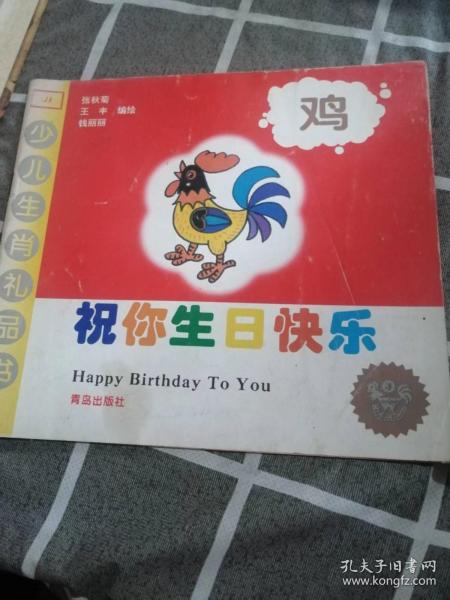 张秋菊
王丰 编绘
钱丽丽
鸡
少儿生肖礼品书
祝你生日快乐
Happy Birthday To You
青岛出版社
孔夫子旧书网
www.kongfz.com